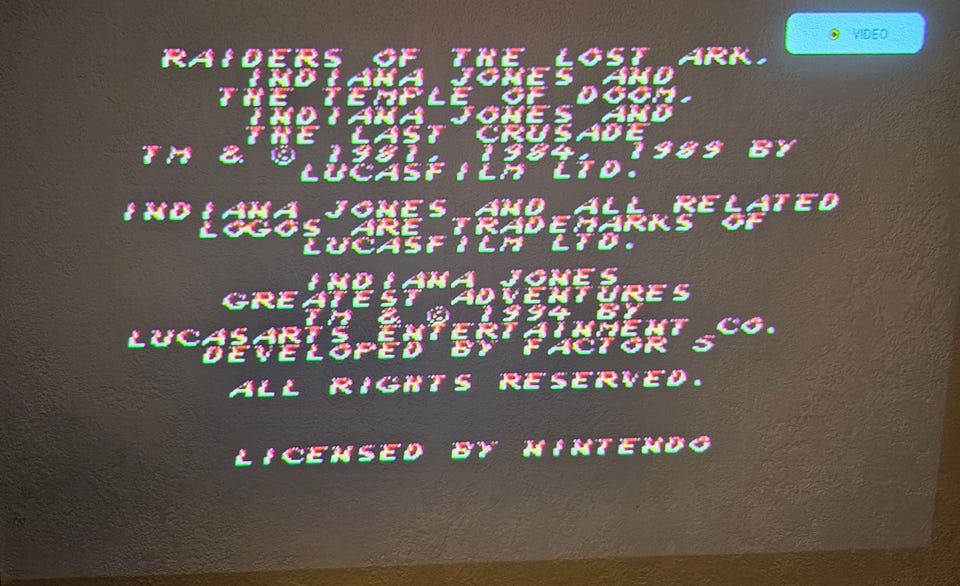 VIDEO
RAIDERS OF THE LOST ARK.
INDIANA JONES AND
THE TEMPLE OF DOOM.
INDIANA JONES AND
THE LAST CRUSADE
TM & © 1981, 1984, 1989 BY
LUCASFILM LTD.
INDIANA JONES AND ALL RELATED
LOGOS ARE TRADEMARKS OF
LUCASFILM LTD.
INDIANA JONES
GREATEST ADVENTURES
TM & © 1994 BY
LUCASARTS ENTERTAINMENT CO.
DEVELOPED BY FACTOR 5
ALL RIGHTS RESERVED.
LICENSED BY NINTENDO